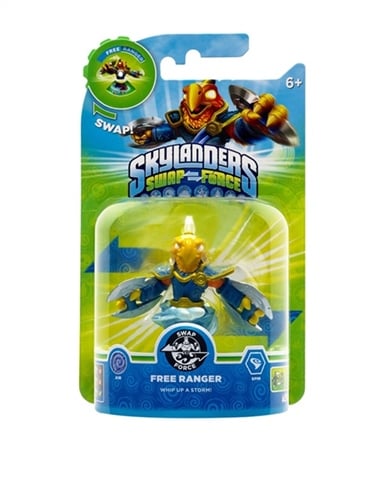 FREE RANGER!
SWAP!
6+
SKYLANDERS
SWAP FORCE
SWAP
FORCE
AIR
FREE RANGER
SPIN
WHIP UP A STORM!